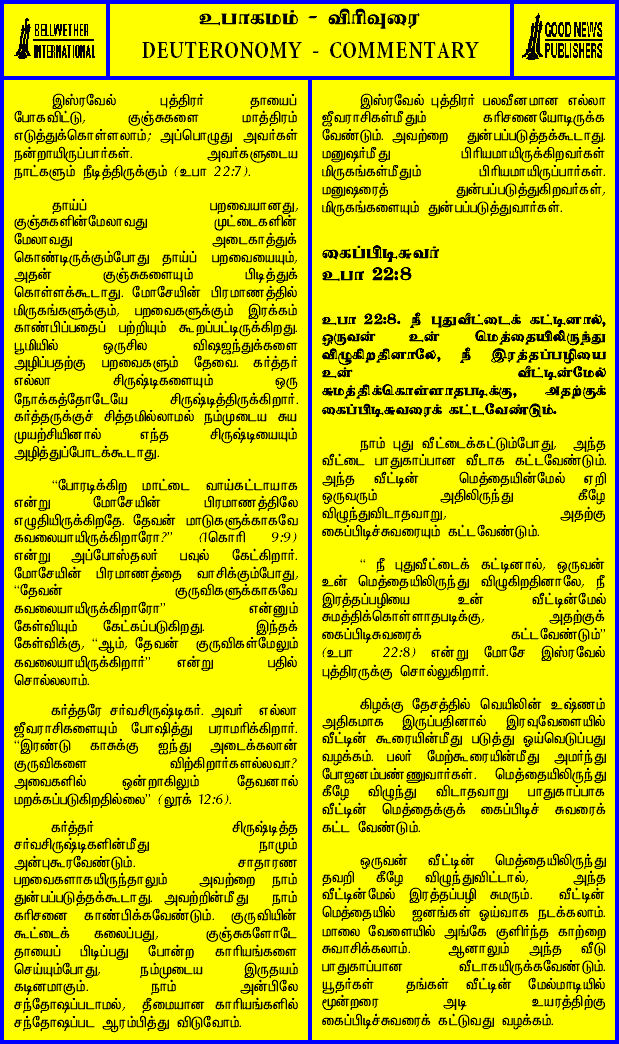 BELLWETHER
INTERNATIONAL
உபாகமம் - விரிவுரை
DEUTERONOMY - COMMENTARY
GOOD NEWS
PUBLISHERS
இஸ்ரவேல் புத்திரர் தாயைப்
போகவிட்டு, குஞ்சுகளை மாத்திரம்
எடுத்துக்கொள்ளலாம்; அப்பொழுது அவர்கள்
நன்றாயிருப்பார்கள். அவர்களுடைய
நாட்களும் நீடித்திருக்கும் (உபா 22:7).
தாய்ப் பறவையானது,
குஞ்சுகளின்மேலாவது முட்டைகளின்
மேலாவது அடைகாத்துக்
கொண்டிருக்கும்போது தாய்ப் பறவையையும்,
அதன் குஞ்சுகளையும் பிடித்துக்
கொள்ளக்கூடாது. மோசேயின் பிரமாணத்தில்
மிருகங்களுக்கும், பறவைகளுக்கும் இரக்கம்
காண்பிப்பதைப் பற்றியும் கூறப்பட்டிருக்கிறது.
பூமியில் ஒருசில விஷஜந்துக்களை
அழிப்பதற்கு பறவைகளும் தேவை. கர்த்தர்
எல்லா சிருஷ்டிகளையும் ஒரு
நோக்கத்தோடேயே சிருஷ்டித்திருக்கிறார்.
கர்த்தருக்குச் சித்தமில்லாமல் நம்முடைய சுய
முயற்சியினால் எந்த சிருஷ்டியையும்
அழித்துப்போடக்கூடாது.
“போரடிக்கிற மாட்டை வாய்கட்டாயாக
என்று மோசேயின் பிரமாணத்திலே
எழுதியிருக்கிறதே. தேவன் மாடுகளுக்காகவே
கவலையாயிருக்கிறாரோ?” (1கொரி 9:9)
என்று அப்போஸ்தலர் பவுல் கேட்கிறார்.
மோசேயின் பிரமாணத்தை வாசிக்கும்போது,
“தேவன் குருவிகளுக்காகவே
கவலையாயிருக்கிறாரோ” என்னும்
கேள்வியும் கேட்கப்படுகிறது. இந்தக்
கேள்விக்கு, “ஆம், தேவன் குருவிகள்மேலும்
கவலையாயிருக்கிறார்” என்று பதில்
சொல்லலாம்.
கர்த்தரே சர்வசிருஷ்டிகர். அவர் எல்லா
ஜீவராசிகளையும் போஷித்து பராமரிக்கிறார்.
“இரண்டு காசுக்கு ஐந்து அடைக்கலான்
குருவிகளை விற்கிறார்களல்லவா?
அவைகளில் ஒன்றாகிலும் தேவனால்
மறக்கப்படுகிறதில்லை” (லூக் 12:6).
கர்த்தர் சிருஷ்டித்த
சர்வசிருஷ்டிகளின்மீது நாமும்
அன்புகூரவேண்டும். சாதாரண
பறவைகளாகயிருந்தாலும் அவற்றை நாம்
துன்பப்படுத்தக்கூடாது. அவற்றின்மீது நாம்
கரிசனை காண்பிக்கவேண்டும். குருவியின்
கூட்டைக் கலைப்பது, குஞ்சுகளோடே
தாயைப் பிடிப்பது போன்ற காரியங்களை
செய்யும்போது, நம்முடைய இருதயம்
கடினமாகும். நாம் அன்பிலே
சந்தோஷப்படாமல், தீமையான காரியங்களில்
சந்தோஷப்பட ஆரம்பித்து விடுவோம்.
இஸ்ரவேல் புத்திரர் பலவீனமான எல்லா
ஜீவராசிகள்மீதும் கரிசனையோடிருக்க
வேண்டும். அவற்றை துன்பப்படுத்தக்கூடாது.
மனுஷர்மீது பிரியமாயிருக்கிறவர்கள்
மிருகங்கள்மீதும் பிரியமாயிருப்பார்கள்.
மனுஷரைத் துன்பப்படுத்துகிறவர்கள்,
மிருகங்களையும் துன்பப்படுத்துவார்கள்.
கைப்பிடிசுவர்
உபா 22:8
உபா 22:8. நீ புதுவீட்டைக் கட்டினால்,
ஒருவன் உன் மெத்தையிலிருந்து
விழுகிறதினாலே, நீ இரத்தப்பழியை
உன் வீட்டின்மேல்
சுமத்திக்கொள்ளாதபடிக்கு, அதற்குக்
கைப்பிடிசுவரைக் கட்டவேண்டும்.
நாம் புது வீட்டைக்கட்டும்போது, அந்த
வீட்டை பாதுகாப்பான வீடாக கட்டவேண்டும்.
அந்த வீட்டின் மெத்தையின்மேல் ஏறி
ஒருவரும் அதிலிருந்து கீழே
விழுந்துவிடாதவாறு, அதற்கு
கைப்பிடிச்சுவரையும் கட்டவேண்டும்.
“ நீ புதுவீட்டைக் கட்டினால், ஒருவன்
உன் மெத்தையிலிருந்து விழுகிறதினாலே, நீ
இரத்தப்பழியை உன் வீட்டின்மேல்
சுமத்திக்கொள்ளாதபடிக்கு, அதற்குக்
கைப்பிடிசுவரைக் கட்டவேண்டும்”
(உபா 22:8) என்று மோசே இஸ்ரவேல்
புத்திரருக்கு சொல்லுகிறார்.
கிழக்கு தேசத்தில் வெயிலின் உஷ்ணம்
அதிகமாக இருப்பதினால் இரவுவேளையில்
வீட்டின் கூரையின்மீது படுத்து ஓய்வெடுப்பது
வழக்கம். பலர் மேற்கூரையின்மீது அமர்ந்து
போஜனம்பண்ணுவார்கள். மெத்தையிலிருந்து
கீழே விழுந்து விடாதவாறு பாதுகாப்பாக
வீட்டின் மெத்தைக்குக் கைப்பிடிச் சுவரைக்
கட்ட வேண்டும்.
ஒருவன் வீட்டின் மெத்தையிலிருந்து
தவறி கீழே விழுந்துவிட்டால், அந்த
வீட்டின்மேல் இரத்தப்பழி சுமரும். வீட்டின்
மெத்தையில் ஜனங்கள் ஓய்வாக நடக்கலாம்.
மாலை வேளையில் அங்கே குளிர்ந்த காற்றை
சுவாசிக்கலாம். ஆனாலும் அந்த வீடு
பாதுகாப்பான வீடாகயிருக்கவேண்டும்.
யூதர்கள் தங்கள் வீட்டின் மேல்மாடியில்
மூன்றரை அடி உயரத்திற்கு
கைப்பிடிச்சுவரைக் கட்டுவது வழக்கம்.